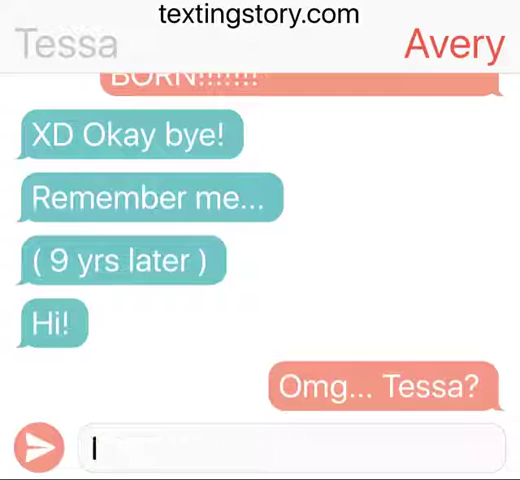 textingstory.com
Tessa
Avery
BORN!!!!!!!
XD Okay bye!
Remember me...
( 9 yrs later )
Hi!
Omg... Tessa?